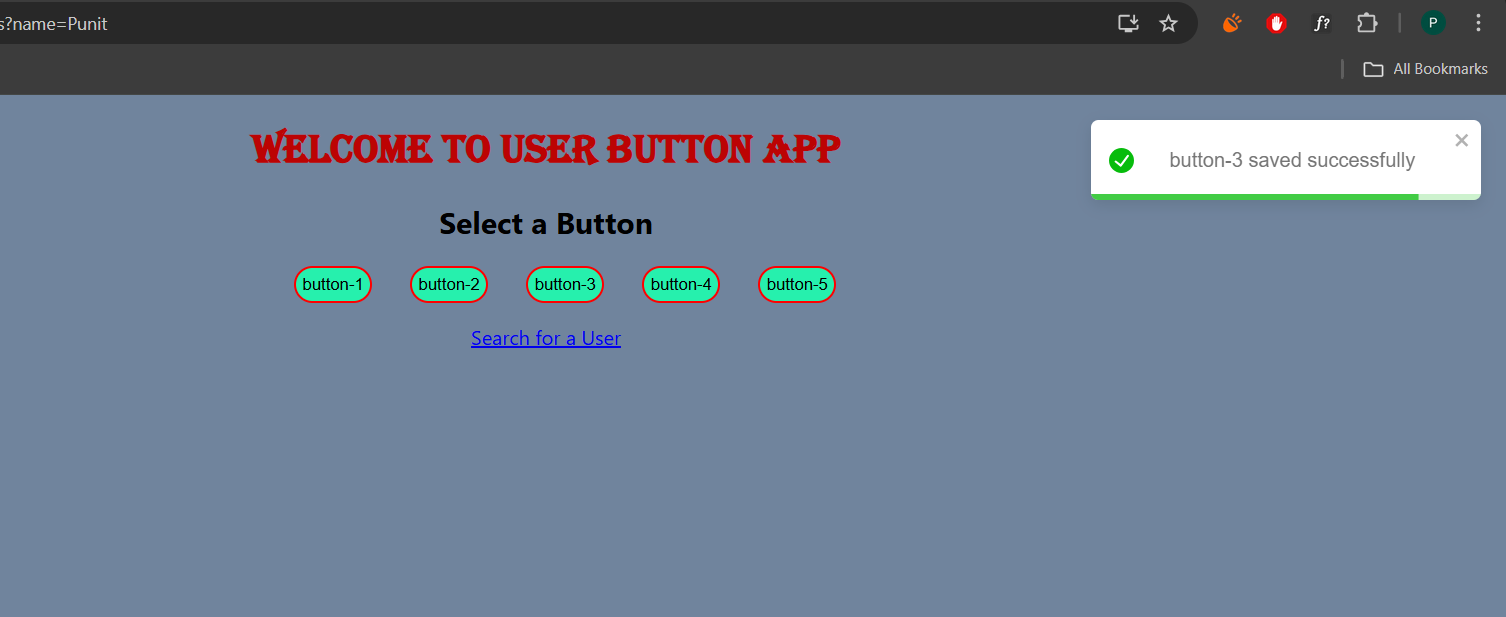 s?name=Punit
f?
P
All Bookmarks
WELCOME TO USER BUTTON APP
button-3 saved successfully
Select a Button
button-1 button-2 button-3 button-4 button-5
Search for a User